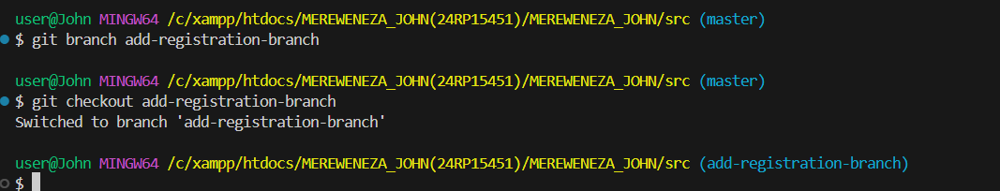 user@John MINGW64 /c/xampp/htdocs/MEREWENEZA_JOHN(24RP15451)/MEREWENEZA_JOHN/src (master)
$ git branch add-registration-branch
user@John MINGW64 /c/xampp/htdocs/MEREWENEZA_JOHN(24RP15451)/MEREWENEZA_JOHN/src (master)
$ git checkout add-registration-branch
Switched to branch 'add-registration-branch'
user@John MINGW64 /c/xampp/htdocs/MEREWENEZA_JOHN(24RP15451)/MEREWENEZA_JOHN/src (add-registration-branch)
$